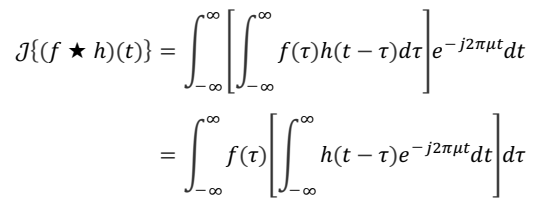 𝒥{(f ★ h)(t)} = ∫_{-∞}^{∞} [ ∫_{-∞}^{∞} f(τ)h(t − τ)dτ ] e^{−j2πμt} dt
= ∫_{-∞}^{∞} f(τ) [ ∫_{-∞}^{∞} h(t − τ)e^{−j2πμt} dt ] dτ